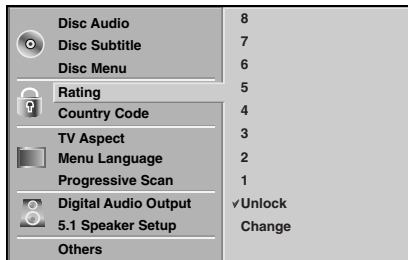 Disc Audio
Disc Subtitle
Disc Menu
Rating
Country Code
TV Aspect
Menu Language
Progressive Scan
Digital Audio Output
5.1 Speaker Setup
Others
8
7
6
5
4
3
2
1
✓Unlock
Change